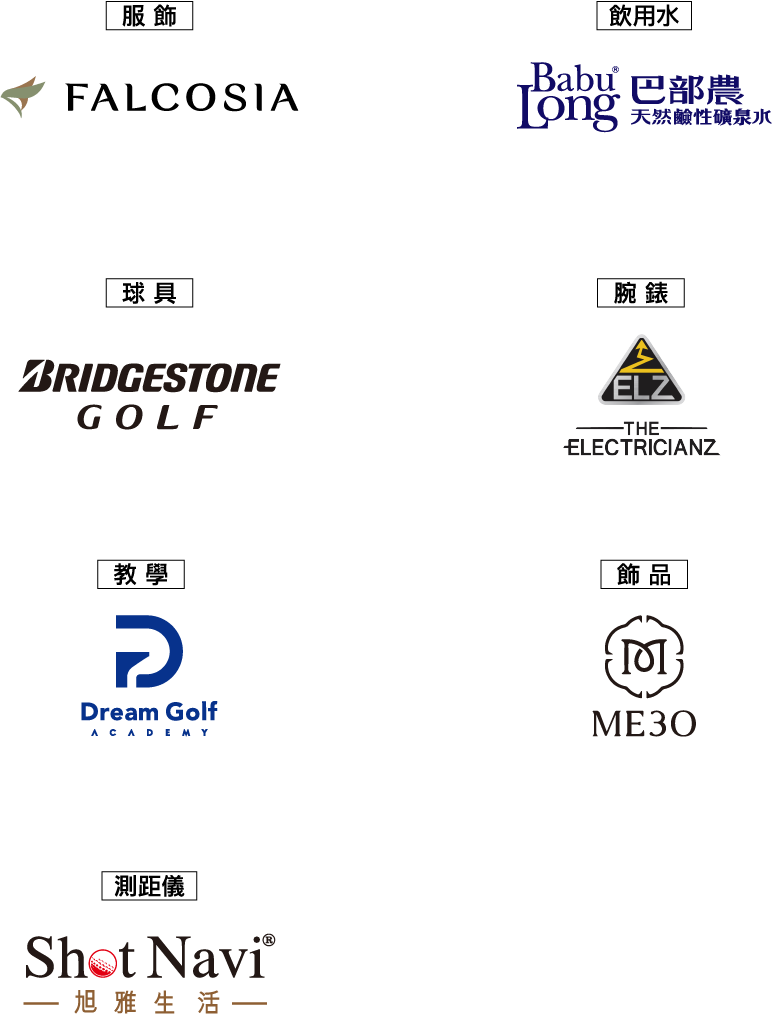 服飾
FALCOSIA
飲用水
Babu®
Long
巴部農
天然鹼性礦泉水
球具
BRIDGESTONE
GOLF
腕錶
ELZ
THE
ELECTRICIANZ
教學
Dream Golf
ACADEMY
飾品
M
ME3O
測距儀
Shot Navi®
旭雅生活